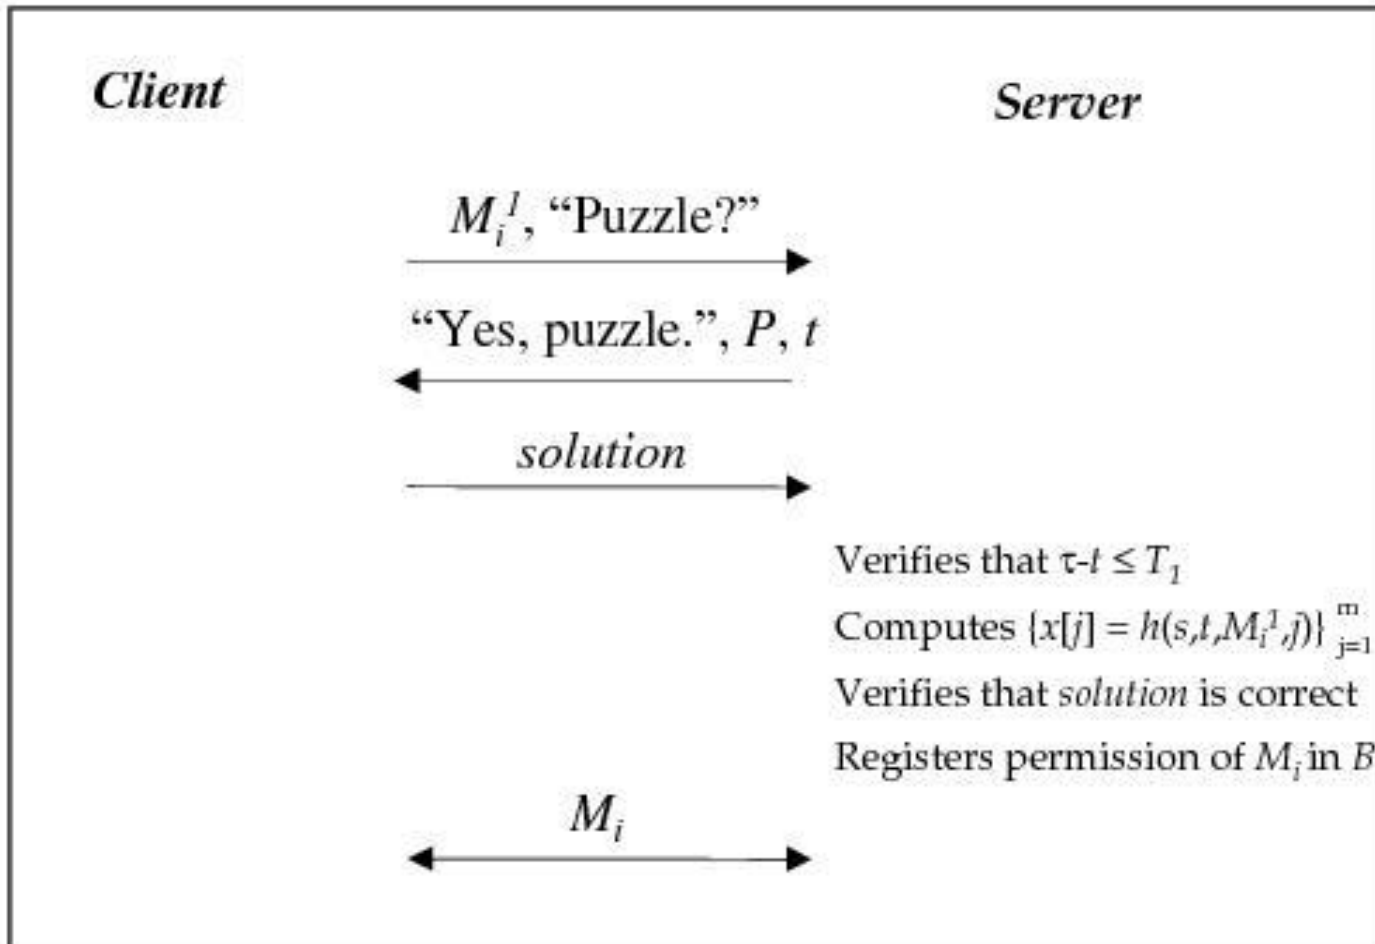 Client
Server
M_i^1, “Puzzle?”
“Yes, puzzle.”, P, t
solution
Verifies that τ-t ≤ T_1
Computes {x[j] = h(s,t,M_i^1,j)}_{j=1}^m
Verifies that solution is correct
Registers permission of M_i in B
M_i